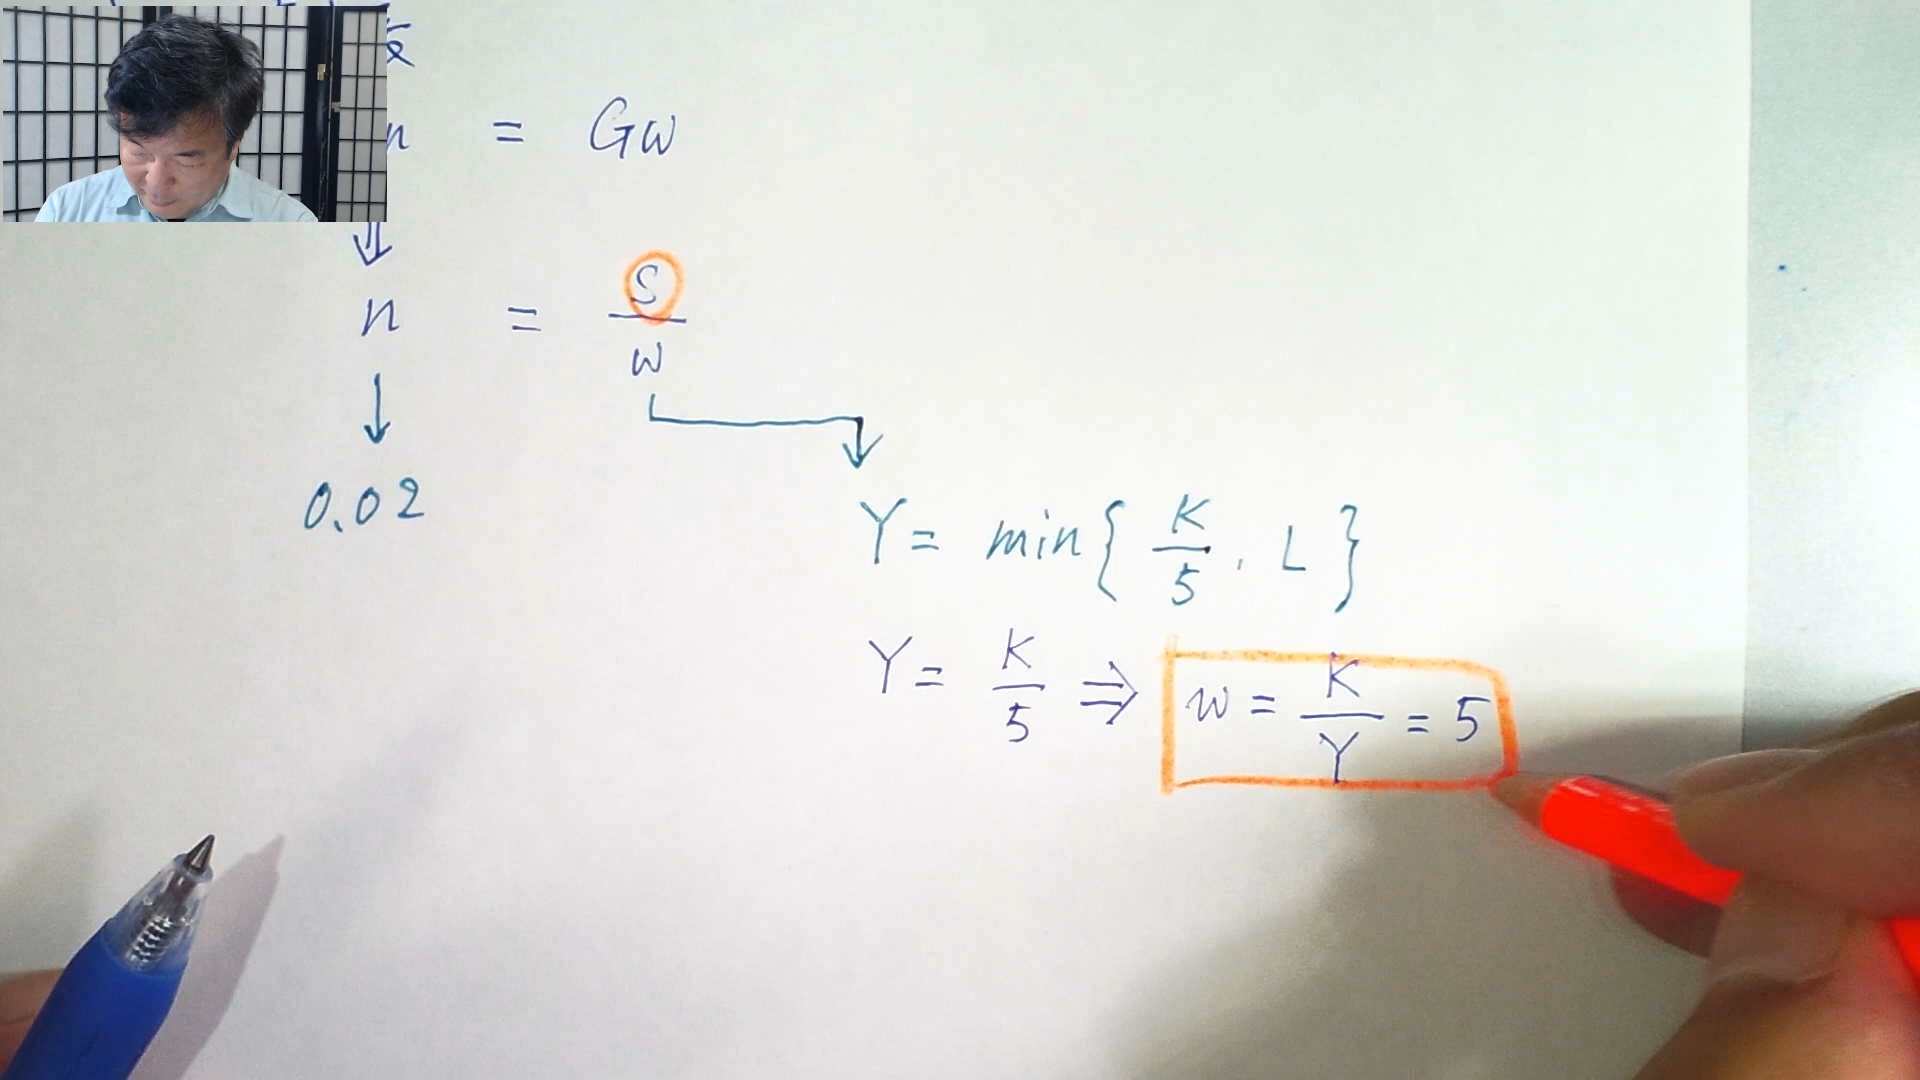 n = Gw
⇓
n = s/w
↓
0.02
Y = min{ K/5 , L }
Y = K/5 ⇒ w = K/Y = 5